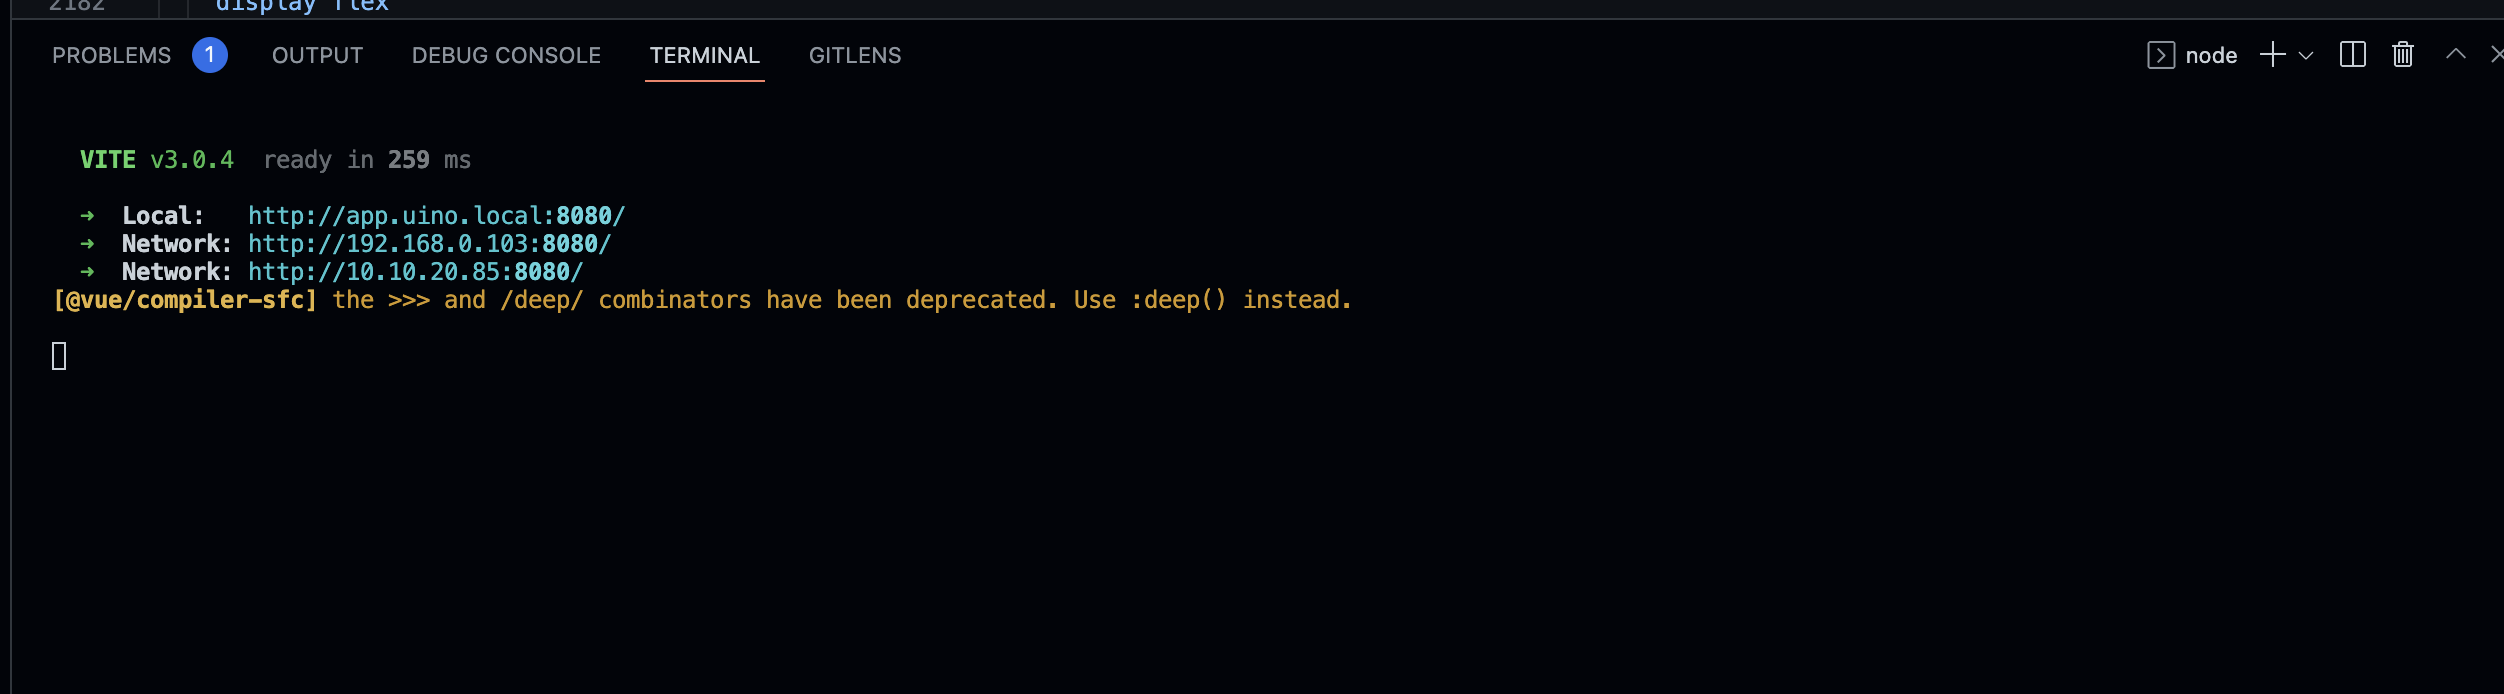 2182 display flex
PROBLEMS 1 OUTPUT DEBUG CONSOLE TERMINAL GITLENS node
VITE v3.0.4 ready in 259 ms
➜ Local: http://app.uino.local:8080/
➜ Network: http://192.168.0.103:8080/
➜ Network: http://10.10.20.85:8080/
[@vue/compiler-sfc] the >>> and /deep/ combinators have been deprecated. Use :deep() instead.